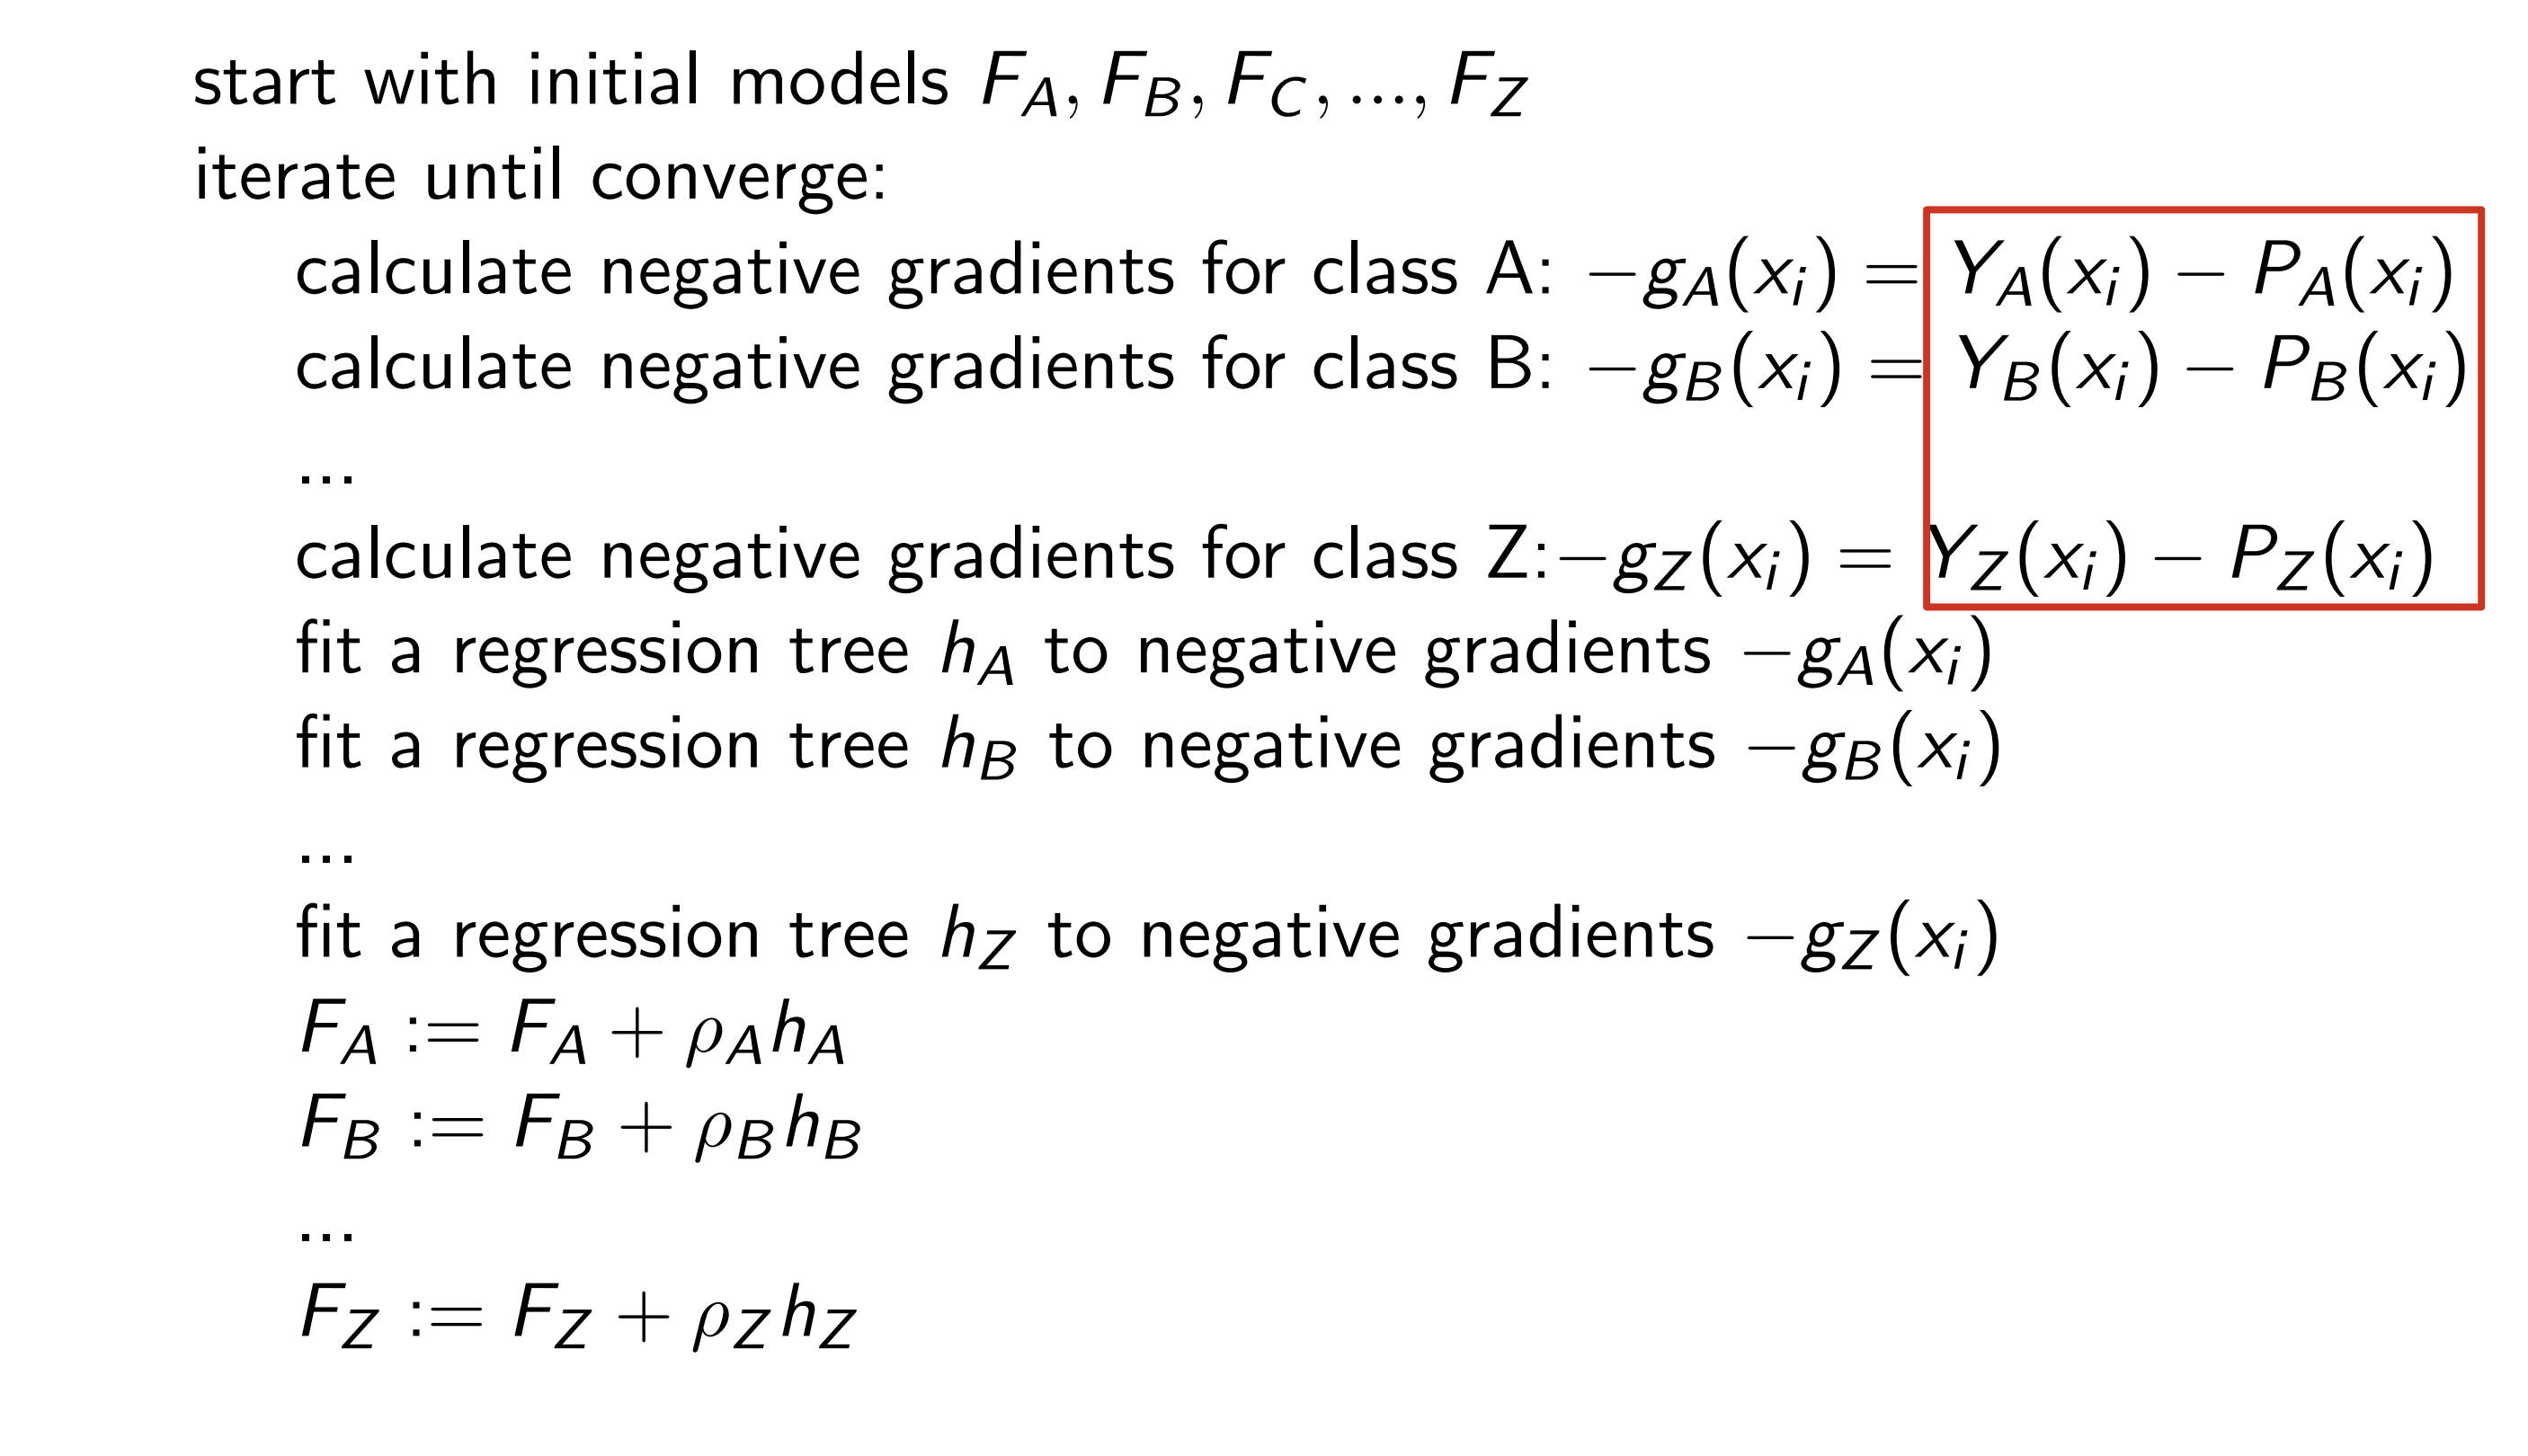 start with initial models F_A, F_B, F_C, ..., F_Z
iterate until converge:
calculate negative gradients for class A: −g_A(x_i) = Y_A(x_i) − P_A(x_i)
calculate negative gradients for class B: −g_B(x_i) = Y_B(x_i) − P_B(x_i)
...
calculate negative gradients for class Z:−g_Z(x_i) = Y_Z(x_i) − P_Z(x_i)
fit a regression tree h_A to negative gradients −g_A(x_i)
fit a regression tree h_B to negative gradients −g_B(x_i)
...
fit a regression tree h_Z to negative gradients −g_Z(x_i)
F_A := F_A + ρ_A h_A
F_B := F_B + ρ_B h_B
...
F_Z := F_Z + ρ_Z h_Z